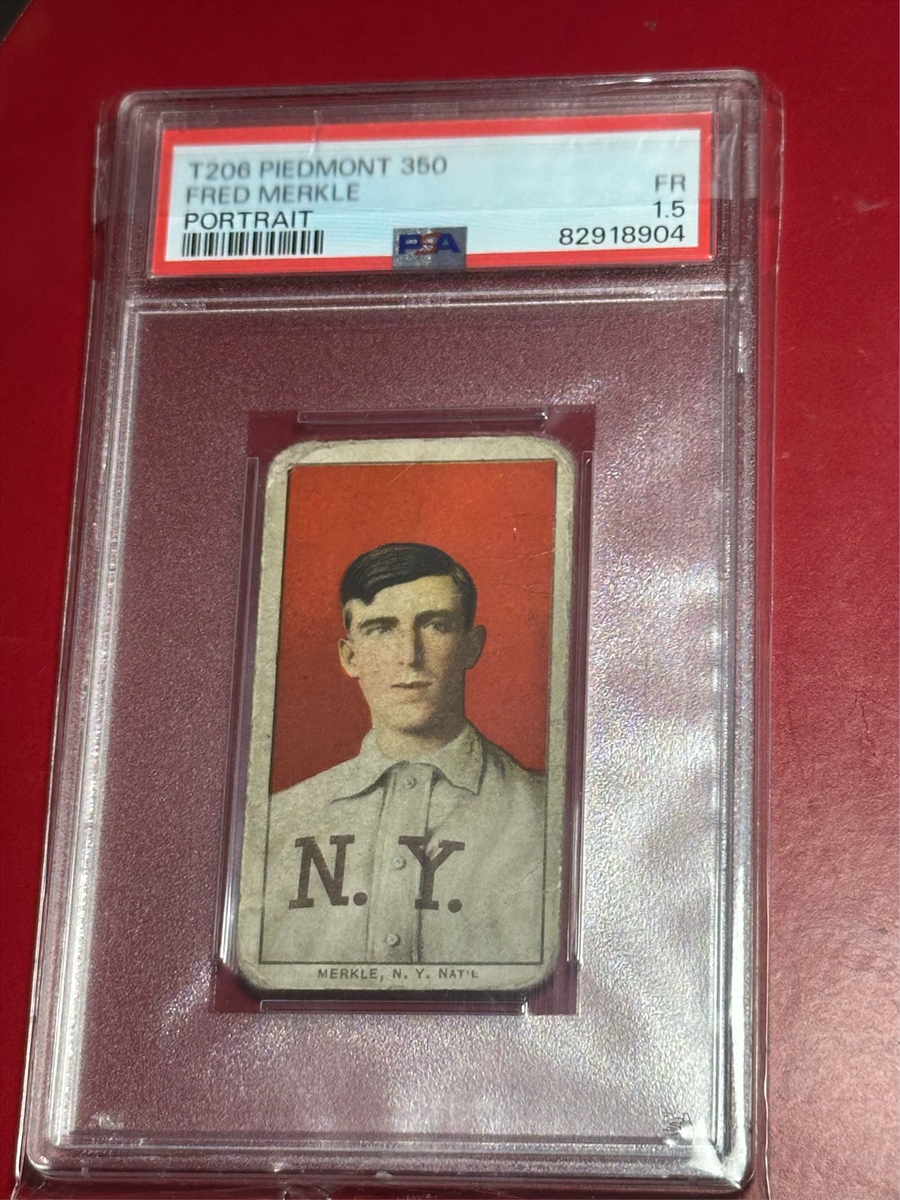 T206 PIEDMONT 350
FRED MERKLE
FR
PORTRAIT
1.5
PSA
82918904
N. Y.
MERKLE, N. Y. NAT'L